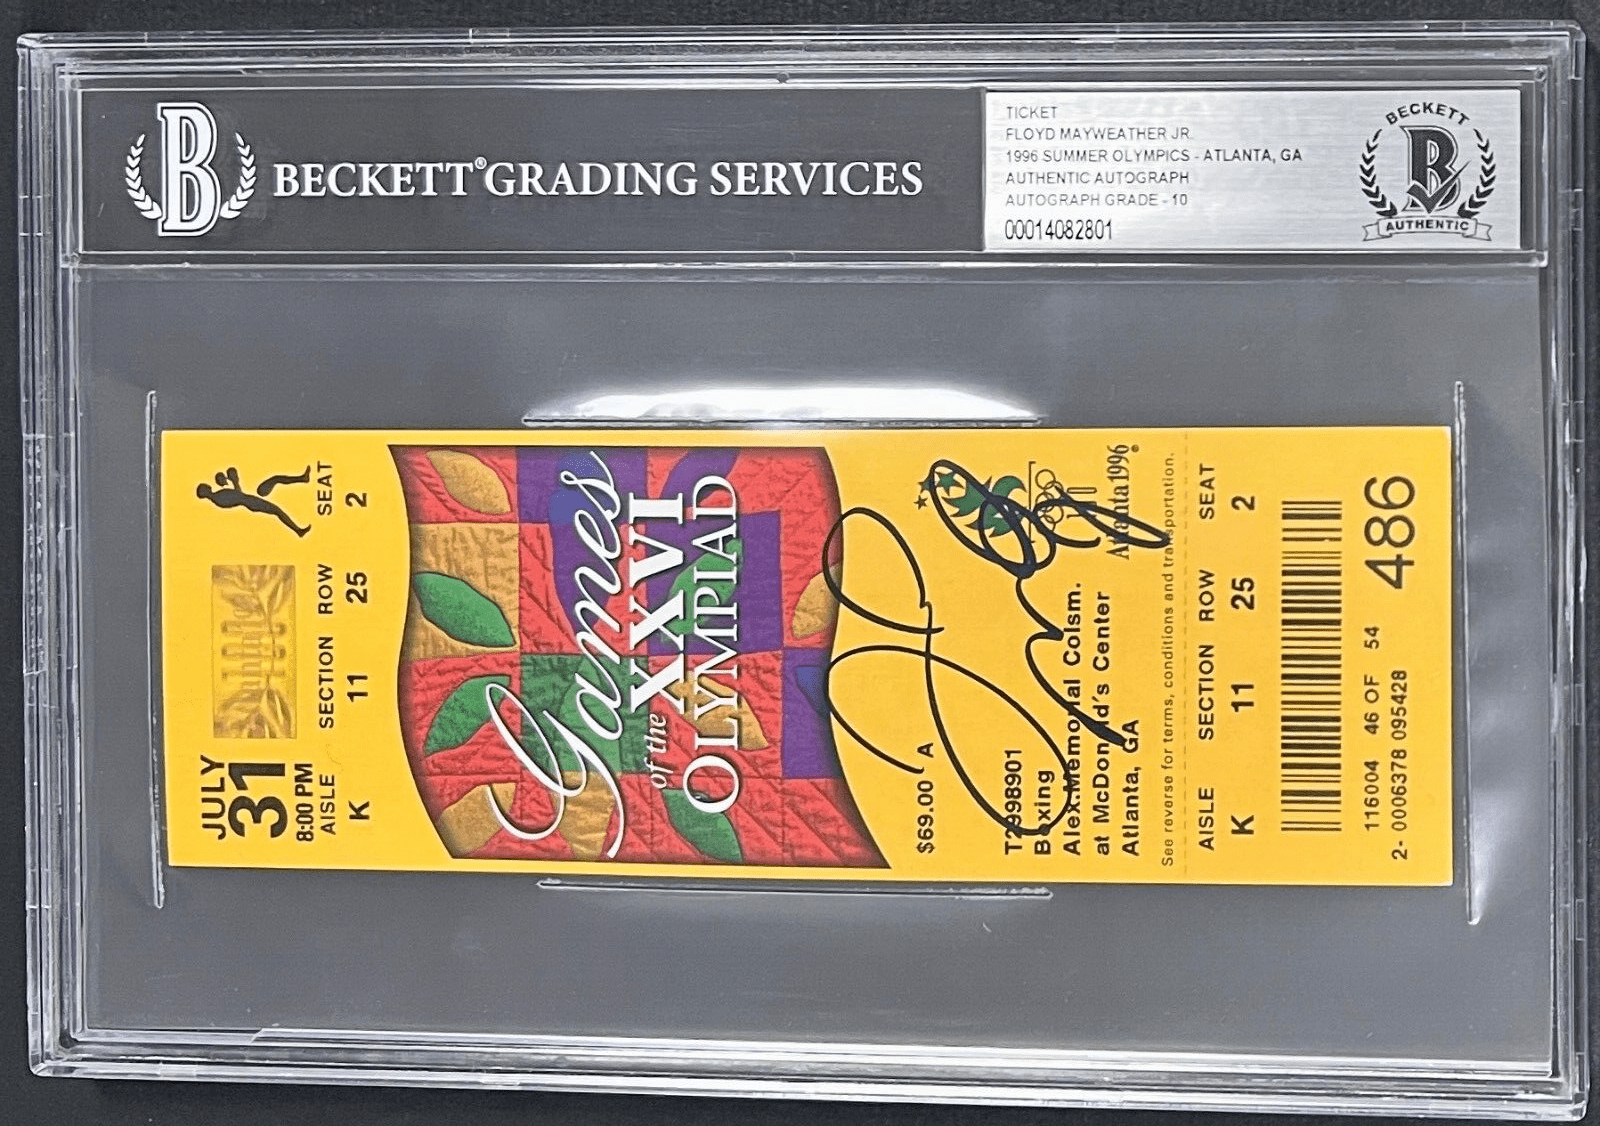 BECKETT® GRADING SERVICES
TICKET
FLOYD MAYWEATHER JR.
1996 SUMMER OLYMPICS - ATLANTA, GA
AUTHENTIC AUTOGRAPH
AUTOGRAPH GRADE - 10
00014082801
BECKETT
B
AUTHENTIC
B
JULY
31
8:00 PM
AISLE SECTION ROW SEAT
K 11 25 2
Games
of the XXVI
OLYMPIAD
$69.00 A
T2998901
Boxing
Alex Memorial Colsm.
at McDonald's Center
Atlanta, GA
Atlanta 1996
See reverse for terms, conditions and transportation.
AISLE SECTION ROW SEAT
K 11 25 2
116004 46 OF 54
2- 0006378 095428
486